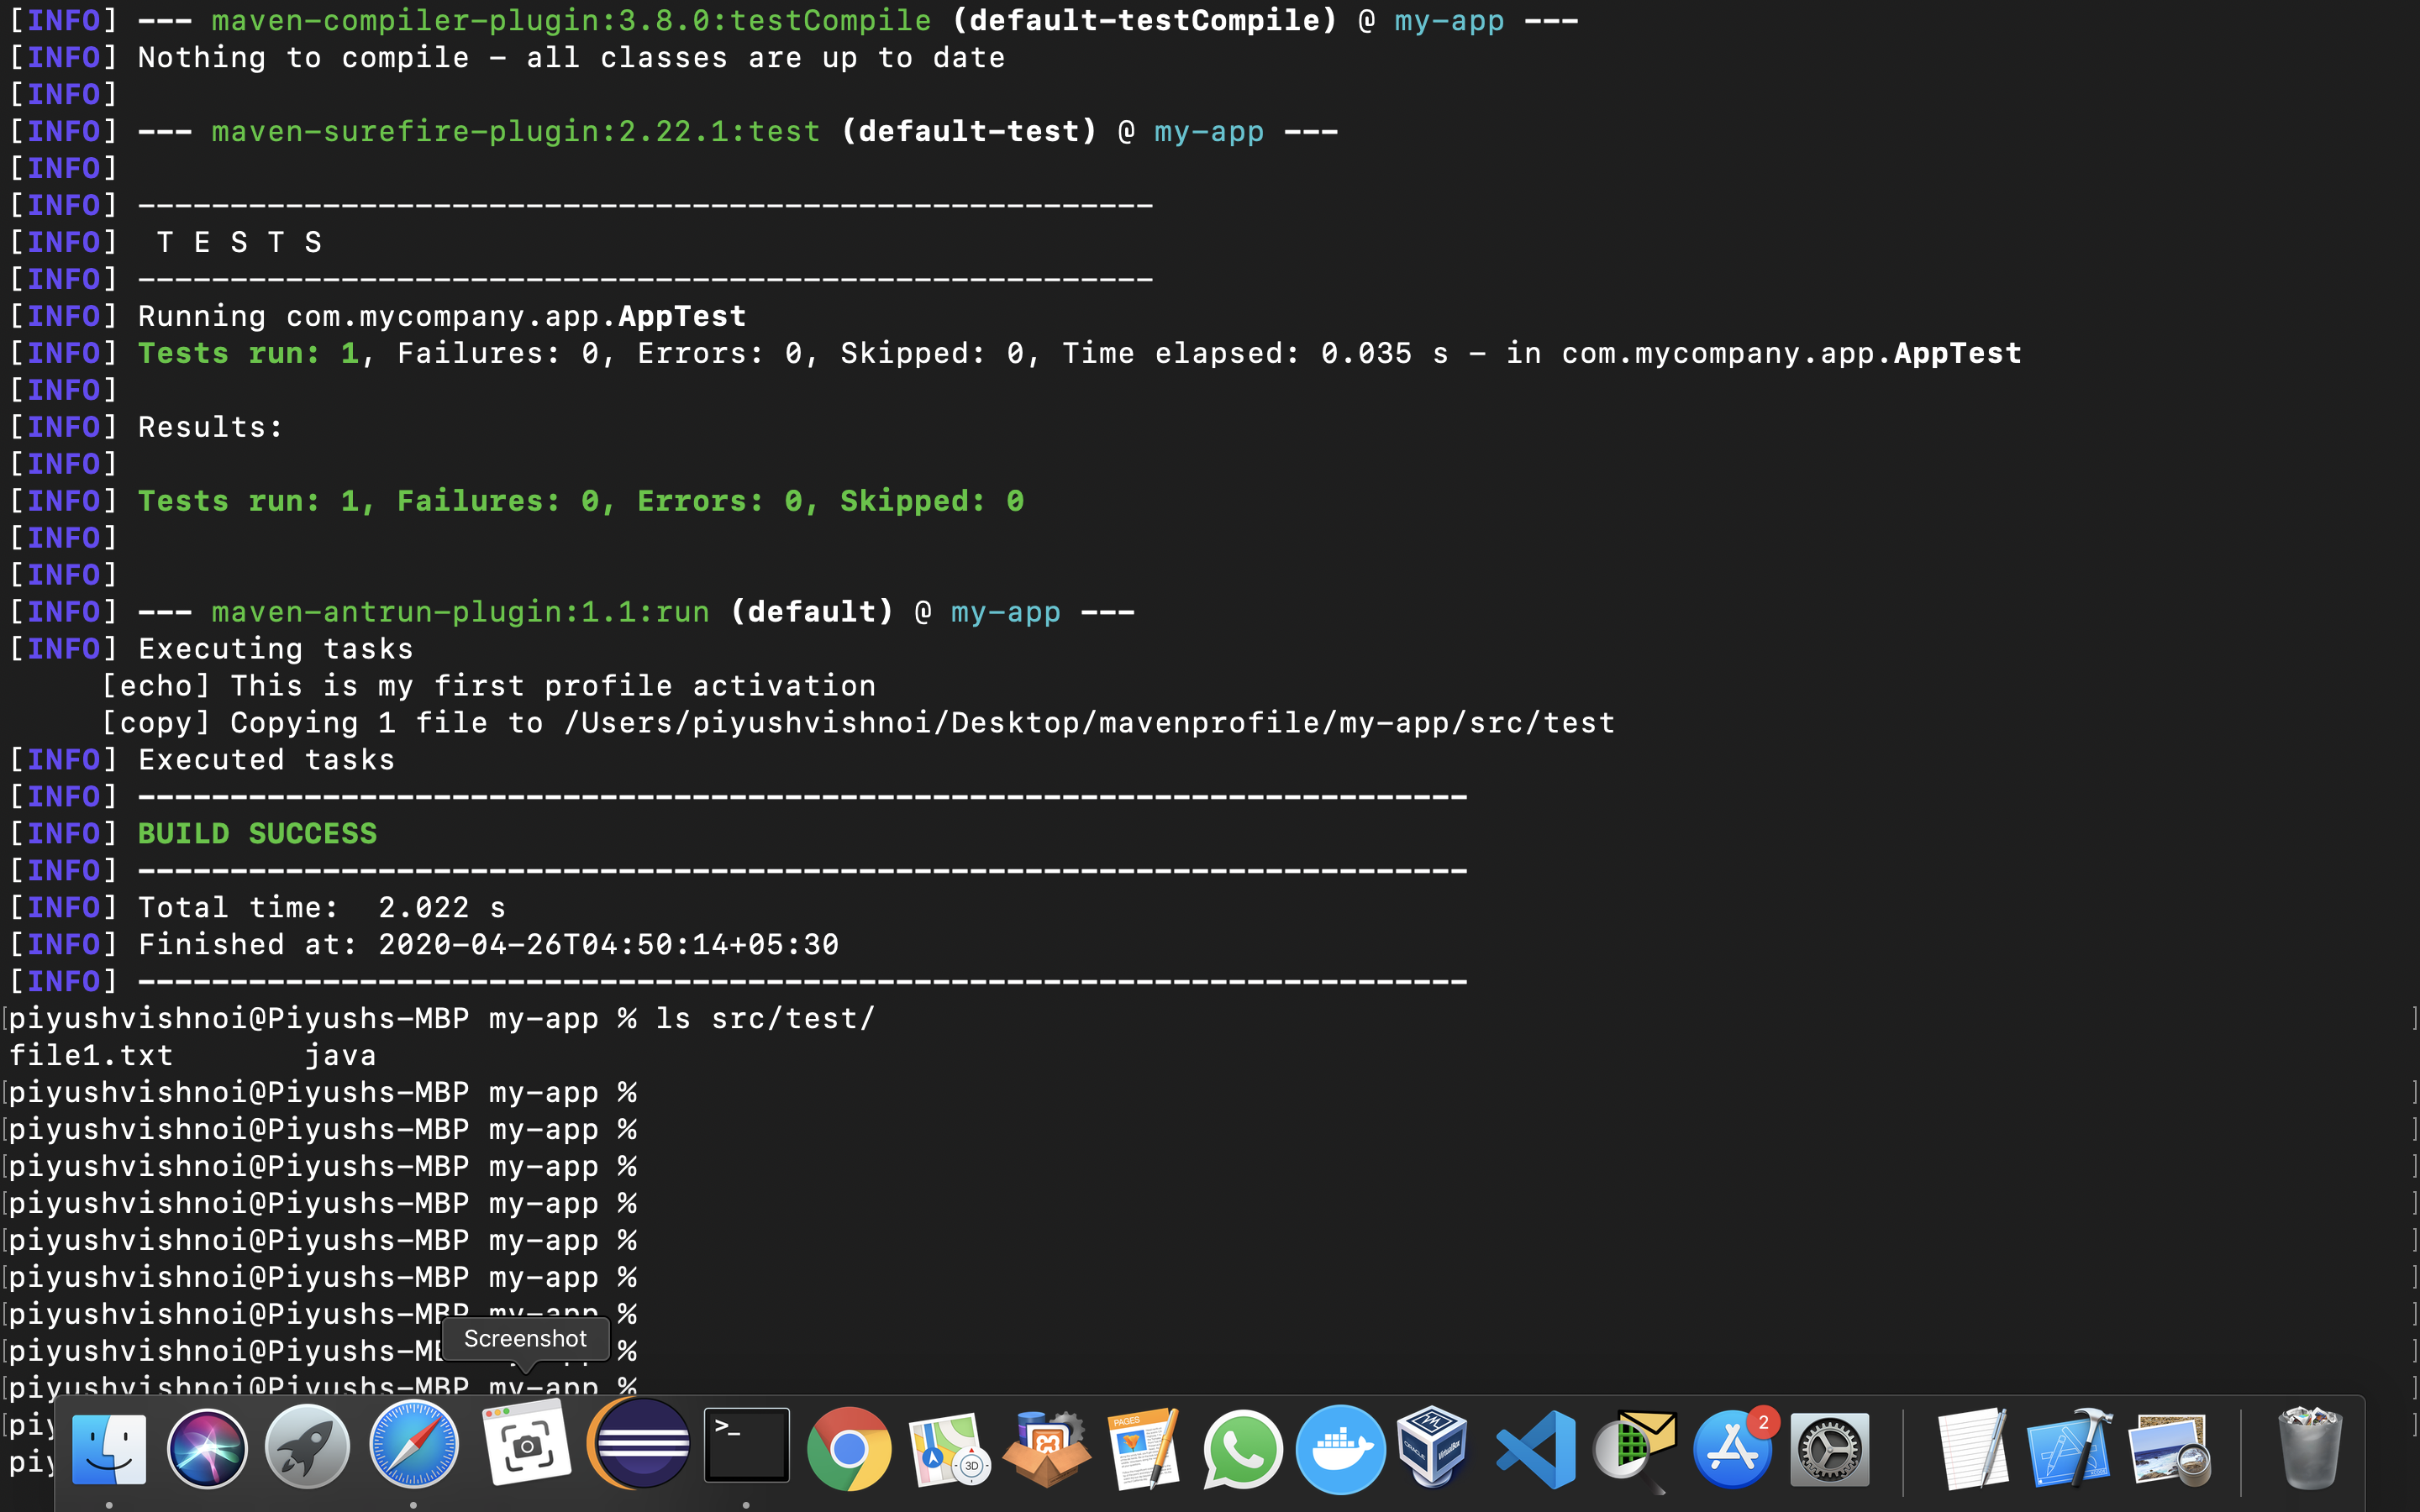 [INFO] --- maven-compiler-plugin:3.8.0:testCompile (default-testCompile) @ my-app ---
[INFO] Nothing to compile - all classes are up to date
[INFO]
[INFO] --- maven-surefire-plugin:2.22.1:test (default-test) @ my-app ---
[INFO]
[INFO] -------------------------------------------------------
[INFO]  T E S T S
[INFO] -------------------------------------------------------
[INFO] Running com.mycompany.app.AppTest
[INFO] Tests run: 1, Failures: 0, Errors: 0, Skipped: 0, Time elapsed: 0.035 s - in com.mycompany.app.AppTest
[INFO]
[INFO] Results:
[INFO]
[INFO] Tests run: 1, Failures: 0, Errors: 0, Skipped: 0
[INFO]
[INFO]
[INFO] --- maven-antrun-plugin:1.1:run (default) @ my-app ---
[INFO] Executing tasks
     [echo] This is my first profile activation
     [copy] Copying 1 file to /Users/piyushvishnoi/Desktop/mavenprofile/my-app/src/test
[INFO] Executed tasks
[INFO] ------------------------------------------------------------------------
[INFO] BUILD SUCCESS
[INFO] ------------------------------------------------------------------------
[INFO] Total time:  2.022 s
[INFO] Finished at: 2020-04-26T04:50:14+05:30
[INFO] ------------------------------------------------------------------------
[piyushvishnoi@Piyushs-MBP my-app % ls src/test/ ]
file1.txt       java
[piyushvishnoi@Piyushs-MBP my-app % ]
[piyushvishnoi@Piyushs-MBP my-app % ]
[piyushvishnoi@Piyushs-MBP my-app % ]
[piyushvishnoi@Piyushs-MBP my-app % ]
[piyushvishnoi@Piyushs-MBP my-app % ]
[piyushvishnoi@Piyushs-MBP my-app % ]
[piyushvishnoi@Piyushs-MBP my-app % ]
Screenshot
[piyushvishnoi@Piyushs-M % ]
[piyushvishnoi@Piyushs-MBP my-app % ]
[piy ]
piy
>_
3D
PAGES
ORACLE
VirtualBox
2